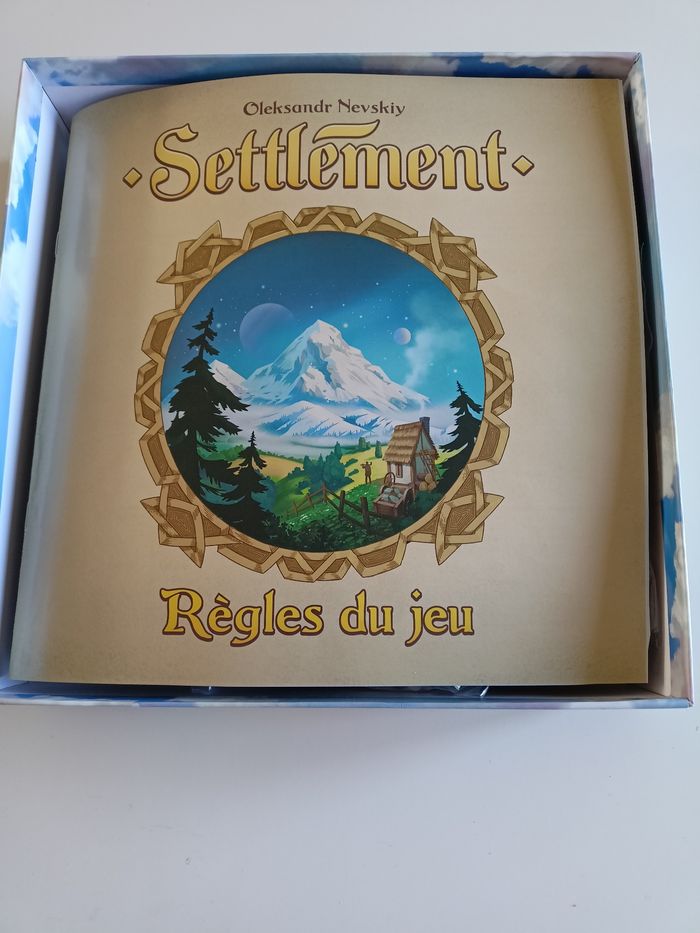 Oleksandr Nevskiy
Settlement
Règles du jeu